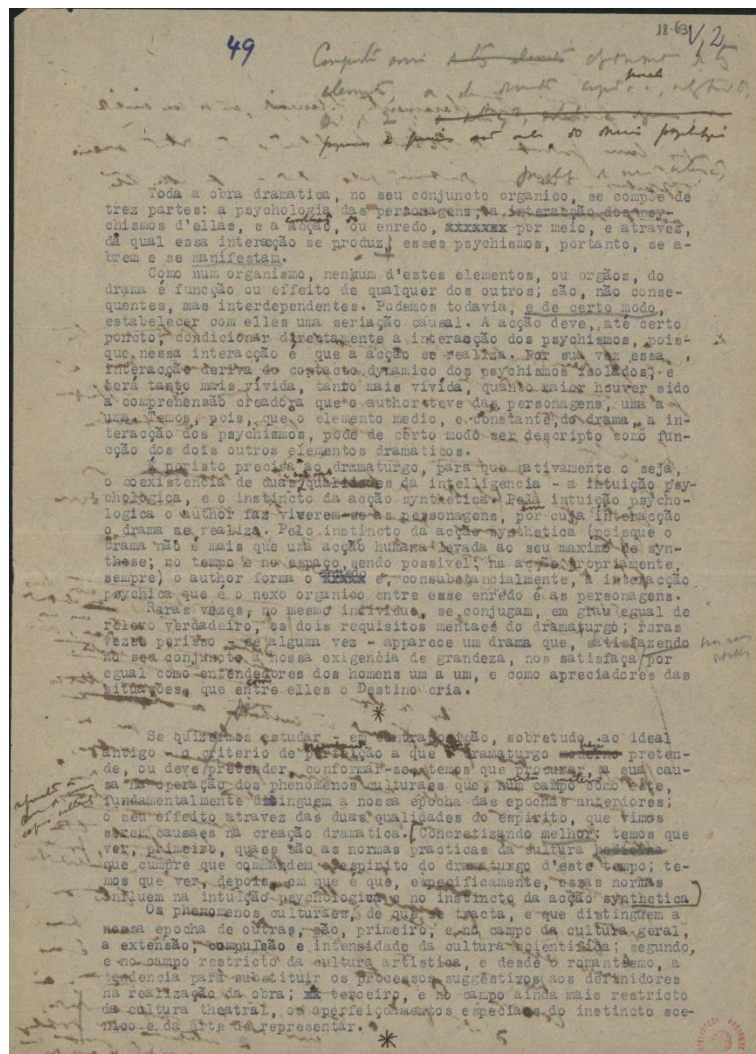 49
18-63
V,2
Toda a obra dramatica, no seu conjuncto organico, se compõe de
trez partes: a psychologia das personagens, a interacção dos psy-
chismos d'ellas, e a acção, ou enredo, xxxxxxx por meio, e atravez,
da qual essa interacção se produz, esses psychismos, portanto, se a-
brem e se manifestam.
Como num organismo, nenhum d'estes elementos, ou orgãos, do
drama é funcção ou effeito de qualquer dos outros; são, não conse-
quentes, mas interdependentes. Podemos todavia, e de certo modo,
estabelecer com elles uma seriação causal. A acção deve, até certo
poncto, condicionar directamente a interacção dos psychismos, pois-
que nessa interacção é que a acção se realiza. Por sua vez essa
interacção deriva do contacto dynamico dos psychismos isolados, e
será tanto mais vivida, tanto mais vivida, quanto maior houver sido
a comprehensão creadora que o author teve das personagens, uma a
uma. Temos, pois, que o elemento medio, e constante, do drama, a in-
teracção dos psychismos, pode de certo modo ser descripto como fun-
cção dos dois outros elementos dramaticos.
É porisso precisa ao dramaturgo, para que nativamente o seja,
o coexistencia de duas qualidades da intelligencia - a intuição psy-
chologica, e o instincto da acção synthetica. Pela intuição psycho-
logica o author faz viverem-se as personagens, por cuja interacção
o drama se realiza. Pelo instincto da acção synthetica (poisque o
drama não é mais que uma acção humana levada ao seu maximo de syn-
these; no tempo e no espaço, sendo possivel; na acção propriamente,
sempre) o author forma o enredo e, consubstancialmente, a interacção
psychica que é o nexo organico entre esse enredo e as personagens.
Raras vezes, no mesmo individuo, se conjugam, em grau egual de
relevo verdadeiro, os dois requisitos mentaes do dramaturgo; raras
vezes porisso - se alguma vez - apparece um drama que, satisfazendo
no seu conjuncto a nossa exigencia de grandeza, nos satisfaça por
egual como entendedores dos homens um a um, e como apreciadores das
situações, que entre elles o Destino cria.
*
Se quizermos estudar - em contraposição, sobretudo, ao ideal
antigo - o criterio de perfeição a que o dramaturgo moderno preten-
de, ou deve pretender, conformar-se, temos que procurar a sua cau-
sa na operação dos phenomenos culturaes que, num campo como este,
fundamentalmente distinguem a nossa epocha das epochas anteriores;
o seu effeito atravez das duas qualidades do espirito, que vimos
serem causaes na creação dramatica. (Concretizando melhor: temos que
ver, primeiro, quaes são as normas practicas da cultura
que cumpre que commandem o espirito do dramaturgo d'este tempo; te-
mos que ver, depois, em que é que, especificamente, essas normas
influem na intuição psychologica e no instincto da acção synthetica)
Os phenomenos culturaes, de que se tracta, e que distinguem a
nossa epocha de outras, são, primeiro, e no campo da cultura geral,
a extensão, compulsão e intensidade da cultura scientifica; segundo,
e no campo restricto da cultura artistica, e desde o romantismo, a
tendencia para substituir os processos suggestivos aos definidores
na realização da obra; xx terceiro, e no campo ainda mais restricto
da cultura theatral, os aperfeiçoamentos especiaes do instincto sce-
nico e da arte de representar.
*